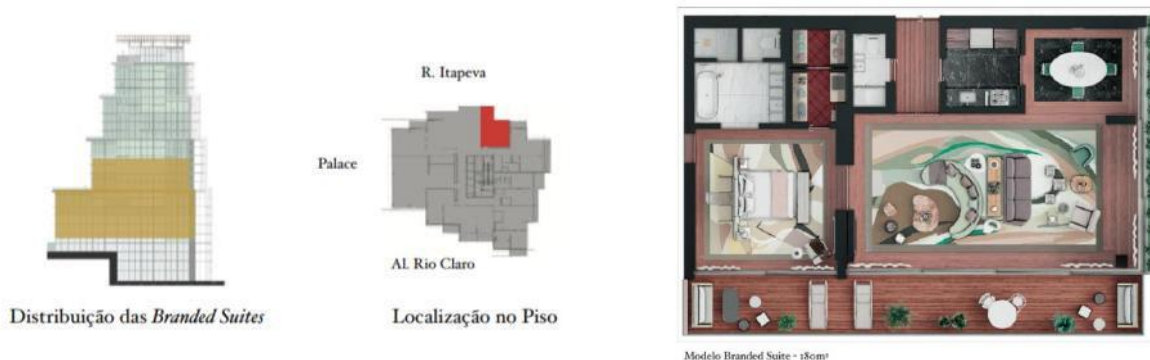 R. Itapeva
Palace
Al. Rio Claro
Distribuição das Branded Suites
Localização no Piso
Modelo Branded Suite - 180m²